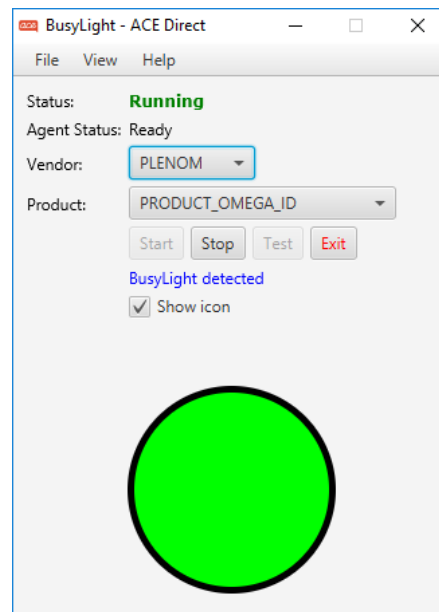 ace BusyLight - ACE Direct
File View Help
Status: Running
Agent Status: Ready
Vendor: PLENOM
Product: PRODUCT_OMEGA_ID
Start Stop Test Exit
BusyLight detected
Show icon